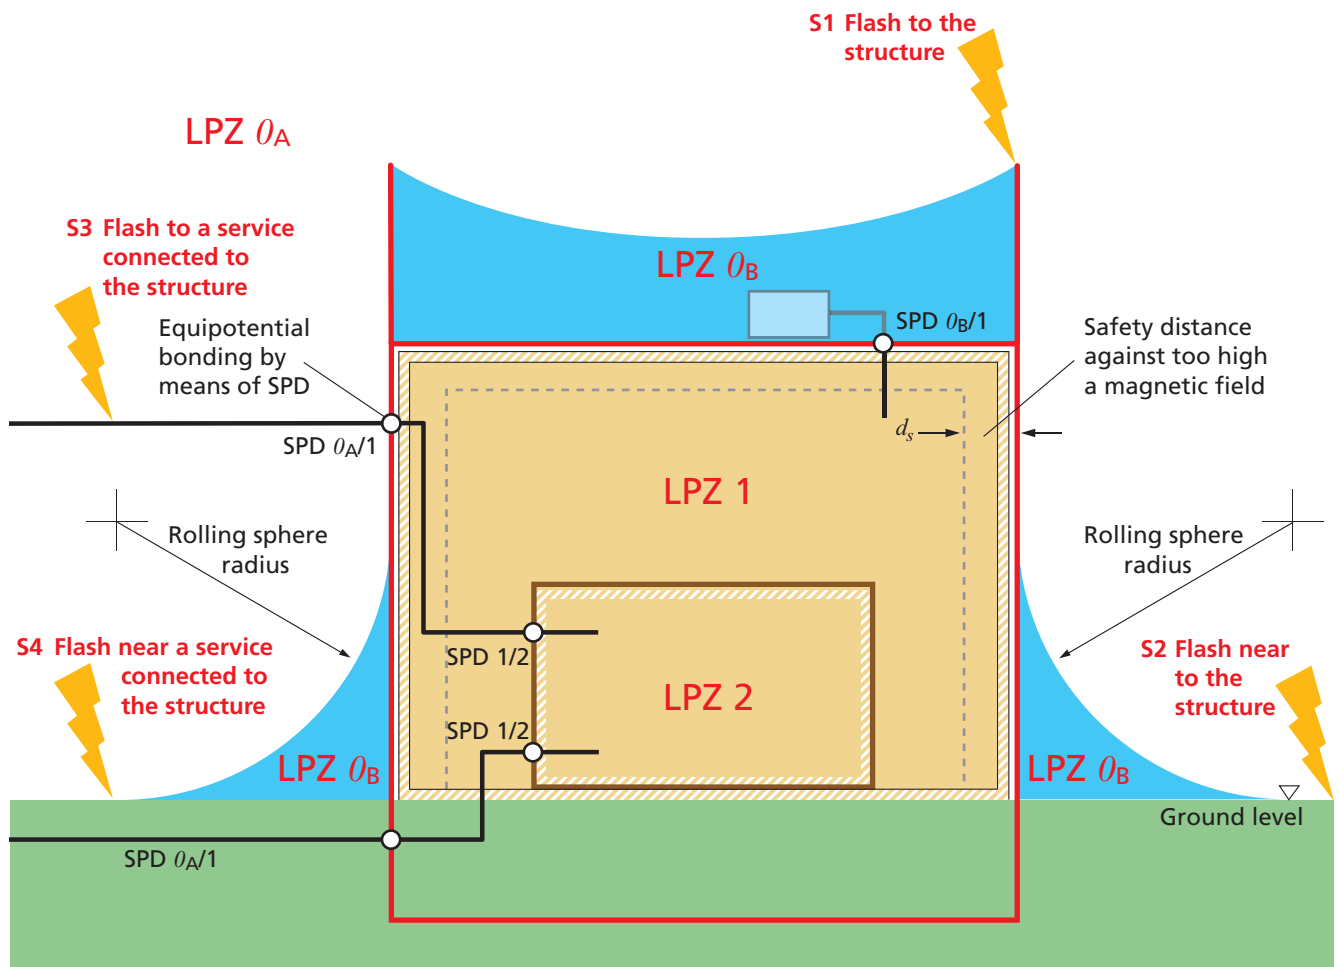 S1 Flash to the
structure
LPZ 0A
S3 Flash to a service
connected to
the structure
LPZ 0B
Equipotential
bonding by
means of SPD
SPD 0B/1
Safety distance
against too high
a magnetic field
SPD 0A/1
ds
LPZ 1
Rolling sphere
radius
Rolling sphere
radius
S4 Flash near a service
connected to
the structure
SPD 1/2
S2 Flash near
to the
structure
LPZ 2
SPD 1/2
LPZ 0B
LPZ 0B
Ground level
SPD 0A/1